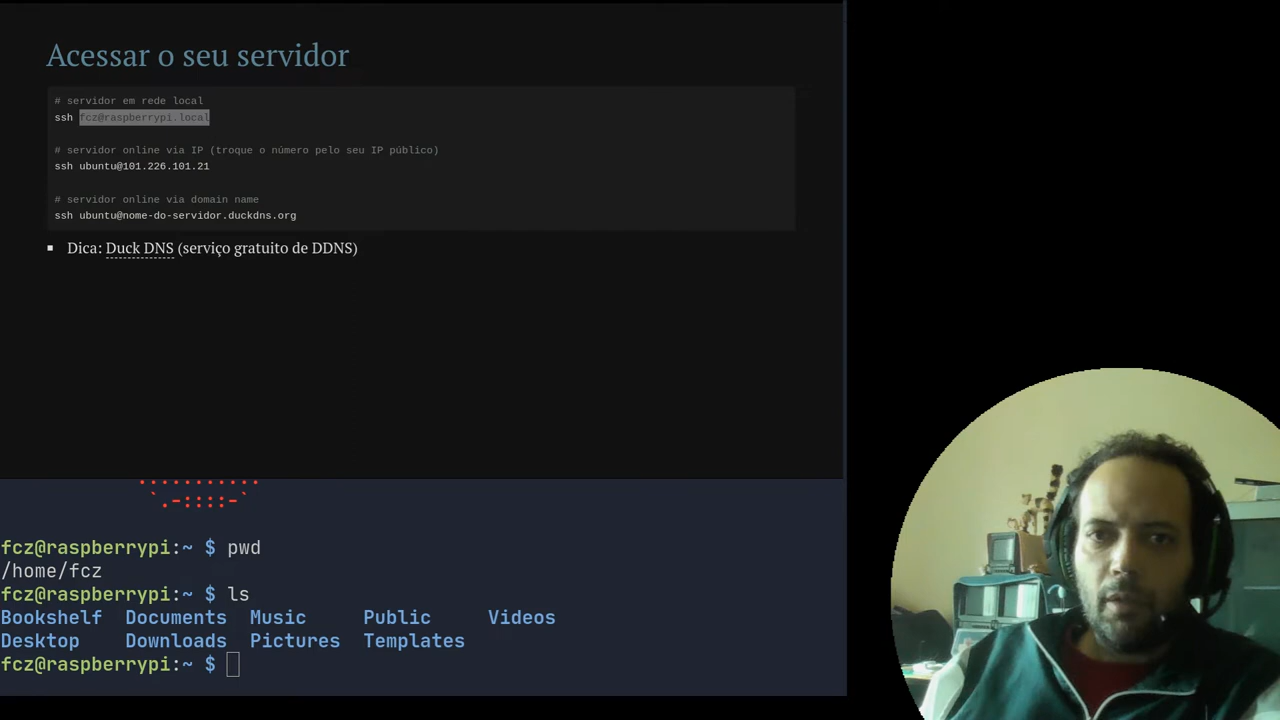 Acessar o seu servidor
# servidor em rede local
ssh fcz@raspberrypi.local
# servidor online via IP (troque o número pelo seu IP público)
ssh ubuntu@101.226.101.21
# servidor online via domain name
ssh ubuntu@nome-do-servidor.duckdns.org
▪ Dica: Duck DNS (serviço gratuito de DDNS)
`.-::::-`
fcz@raspberrypi:~ $ pwd
/home/fcz
fcz@raspberrypi:~ $ ls
Bookshelf Documents Music Public Videos
Desktop Downloads Pictures Templates
fcz@raspberrypi:~ $